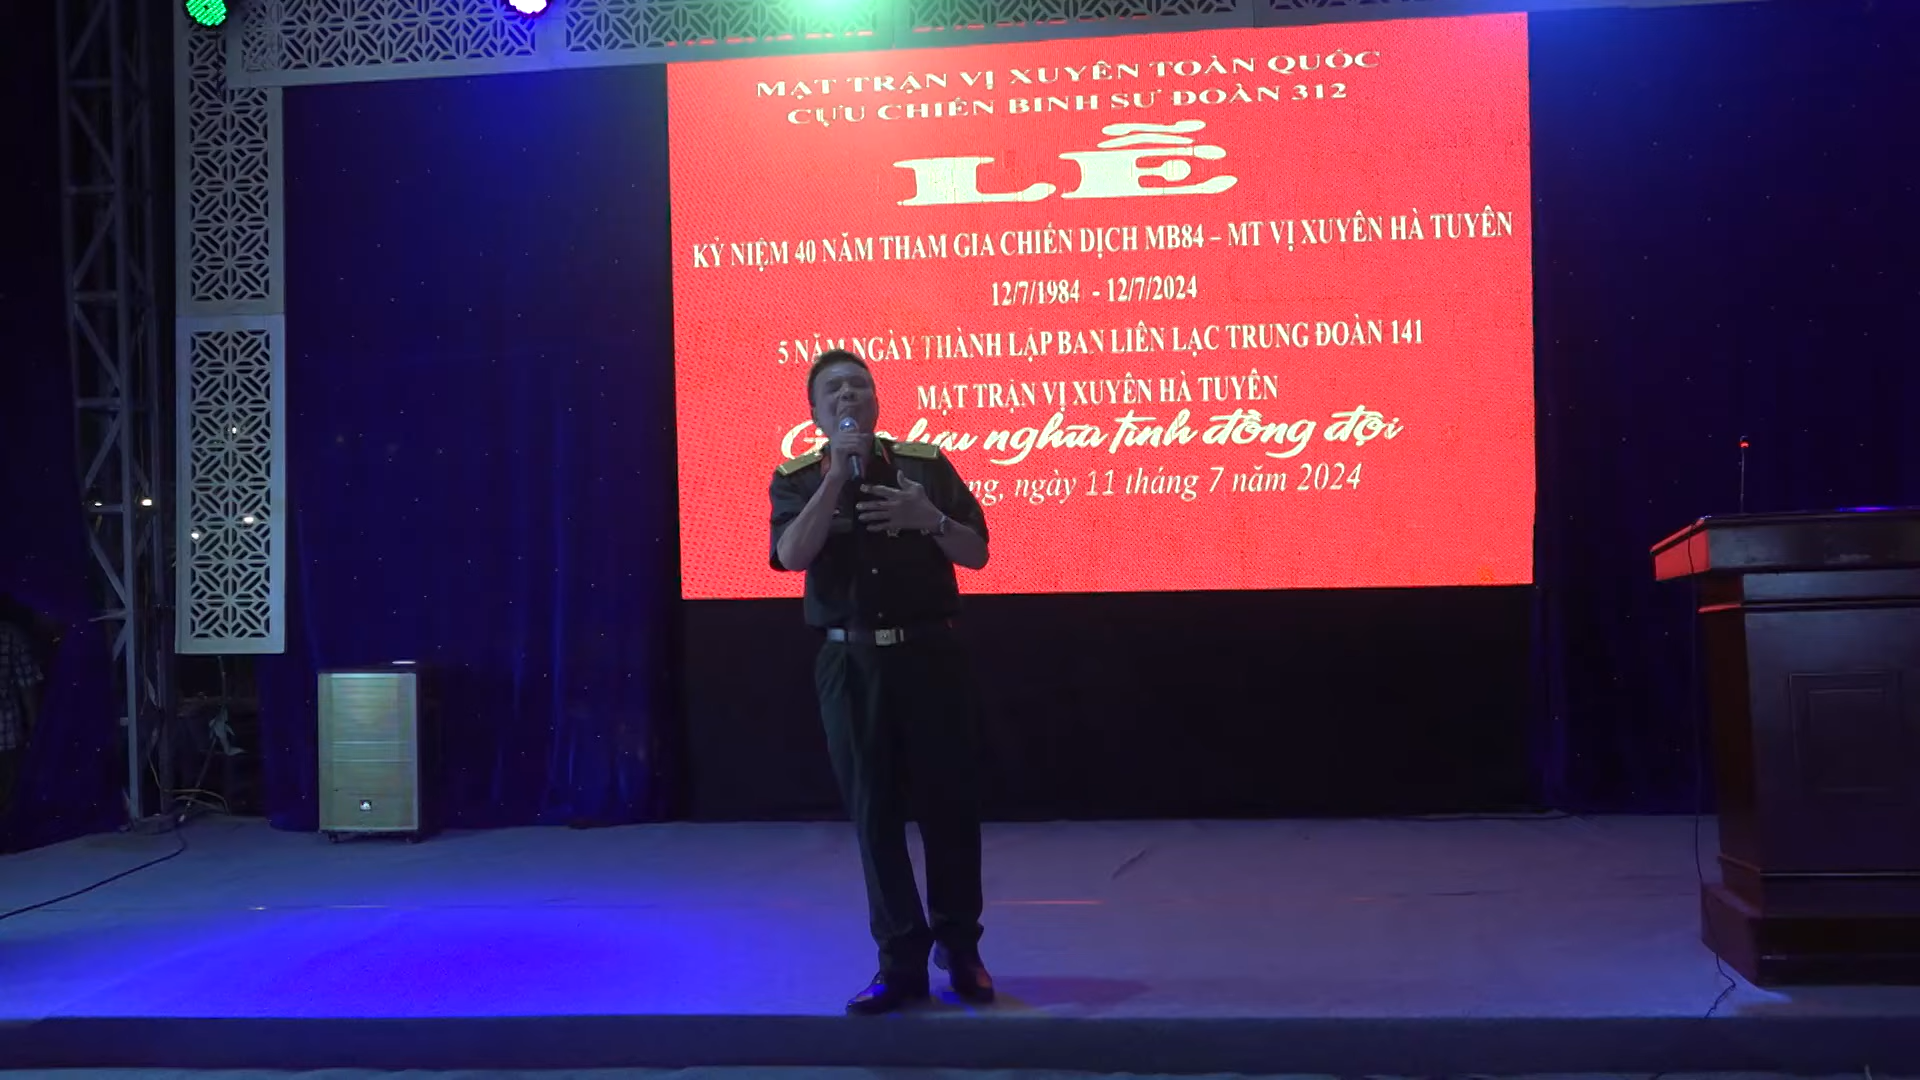 MẶT TRẬN VỊ XUYÊN TOÀN QUỐC
CỰU CHIẾN BINH SƯ ĐOÀN 312
LỄ
KỶ NIỆM 40 NĂM THAM GIA CHIẾN DỊCH MB84 – MT VỊ XUYÊN HÀ TUYÊN
12/7/1984 - 12/7/2024
5 NĂM NGÀY THÀNH LẬP BAN LIÊN LẠC TRUNG ĐOÀN 141
MẶT TRẬN VỊ XUYÊN HÀ TUYÊN
nghĩa tình đồng đội
ngày 11 tháng 7 năm 2024